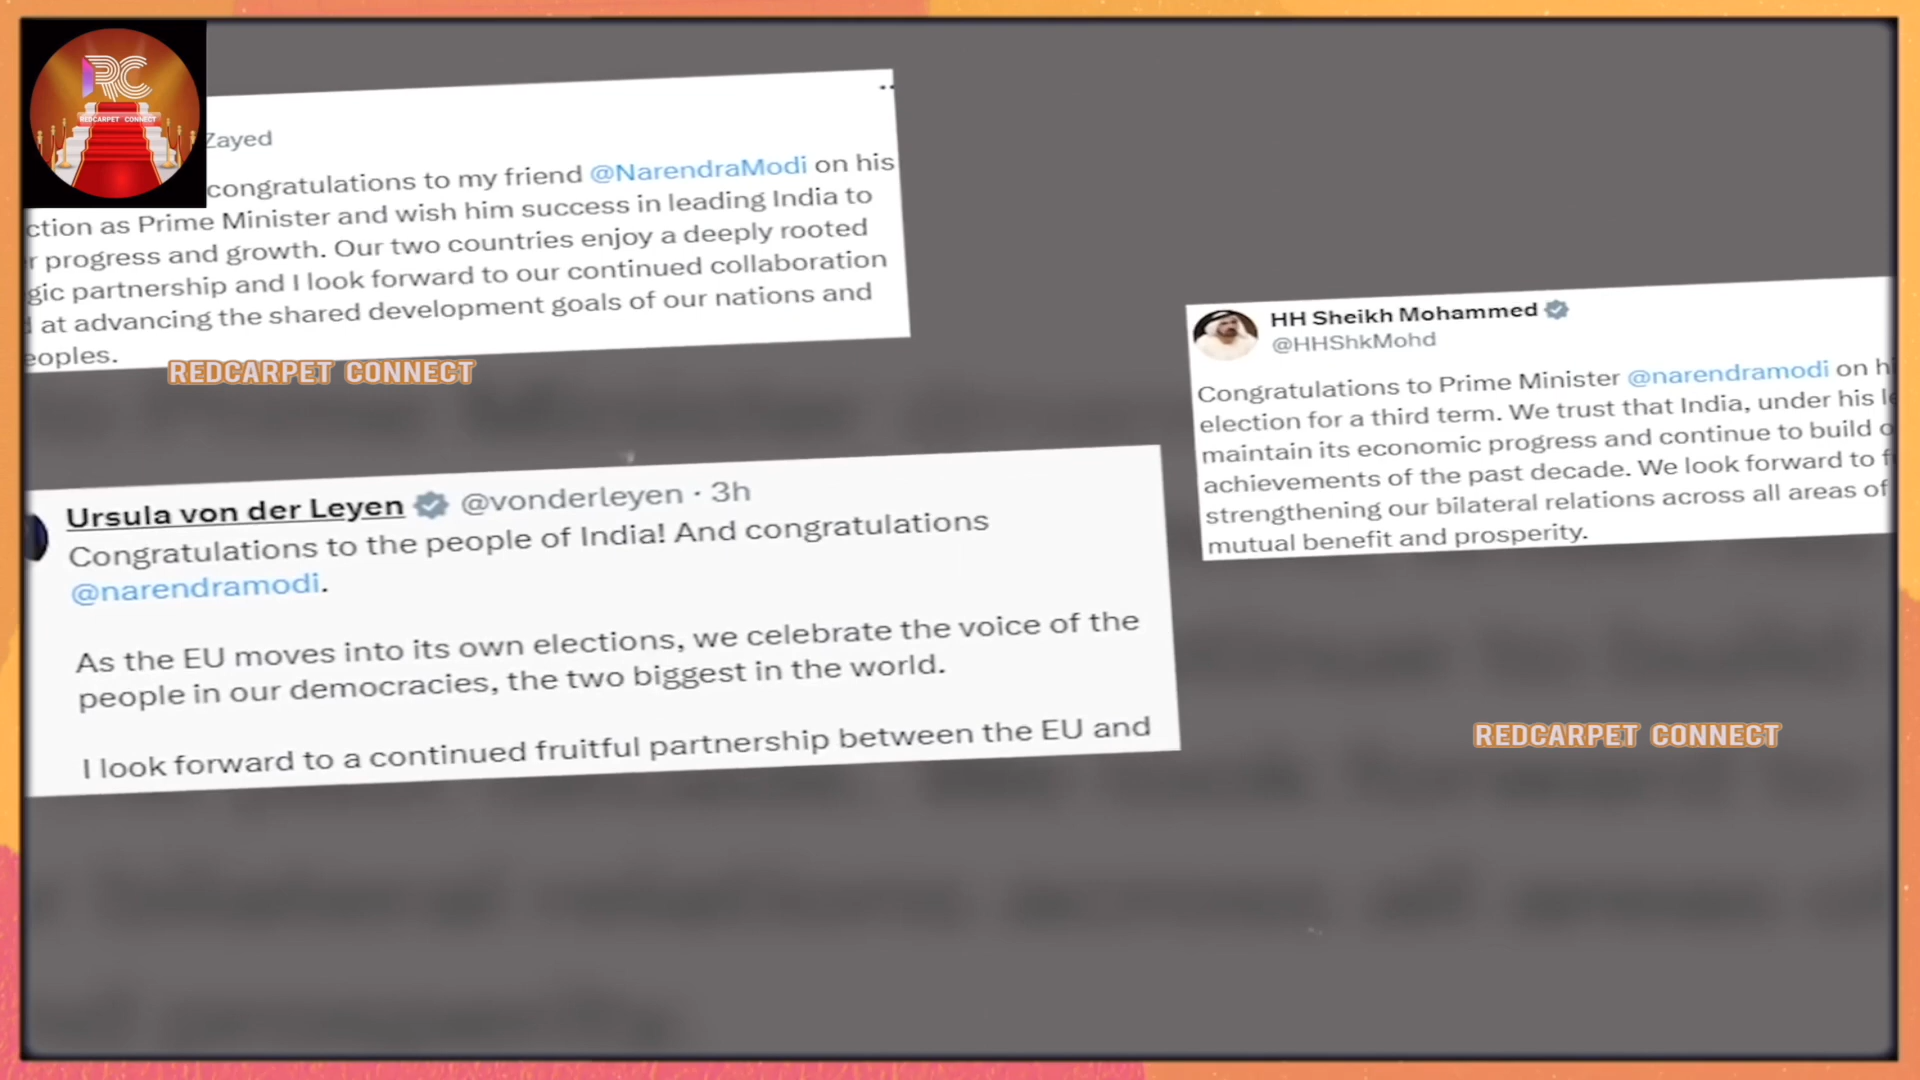 RC
REDCARPET CONNECT
Zayed
congratulations to my friend @NarendraModi on his
ction as Prime Minister and wish him success in leading India to
r progress and growth. Our two countries enjoy a deeply rooted
gic partnership and I look forward to our continued collaboration
at advancing the shared development goals of our nations and
eoples.
REDCARPET CONNECT
HH Sheikh Mohammed
@HHShkMohd
Congratulations to Prime Minister @narendramodi on h
election for a third term. We trust that India, under his l
maintain its economic progress and continue to build o
achievements of the past decade. We look forward to f
strengthening our bilateral relations across all areas of
mutual benefit and prosperity.
Ursula von der Leyen @vonderleyen · 3h
Congratulations to the people of India! And congratulations
@narendramodi.
As the EU moves into its own elections, we celebrate the voice of the
people in our democracies, the two biggest in the world.
I look forward to a continued fruitful partnership between the EU and
REDCARPET CONNECT